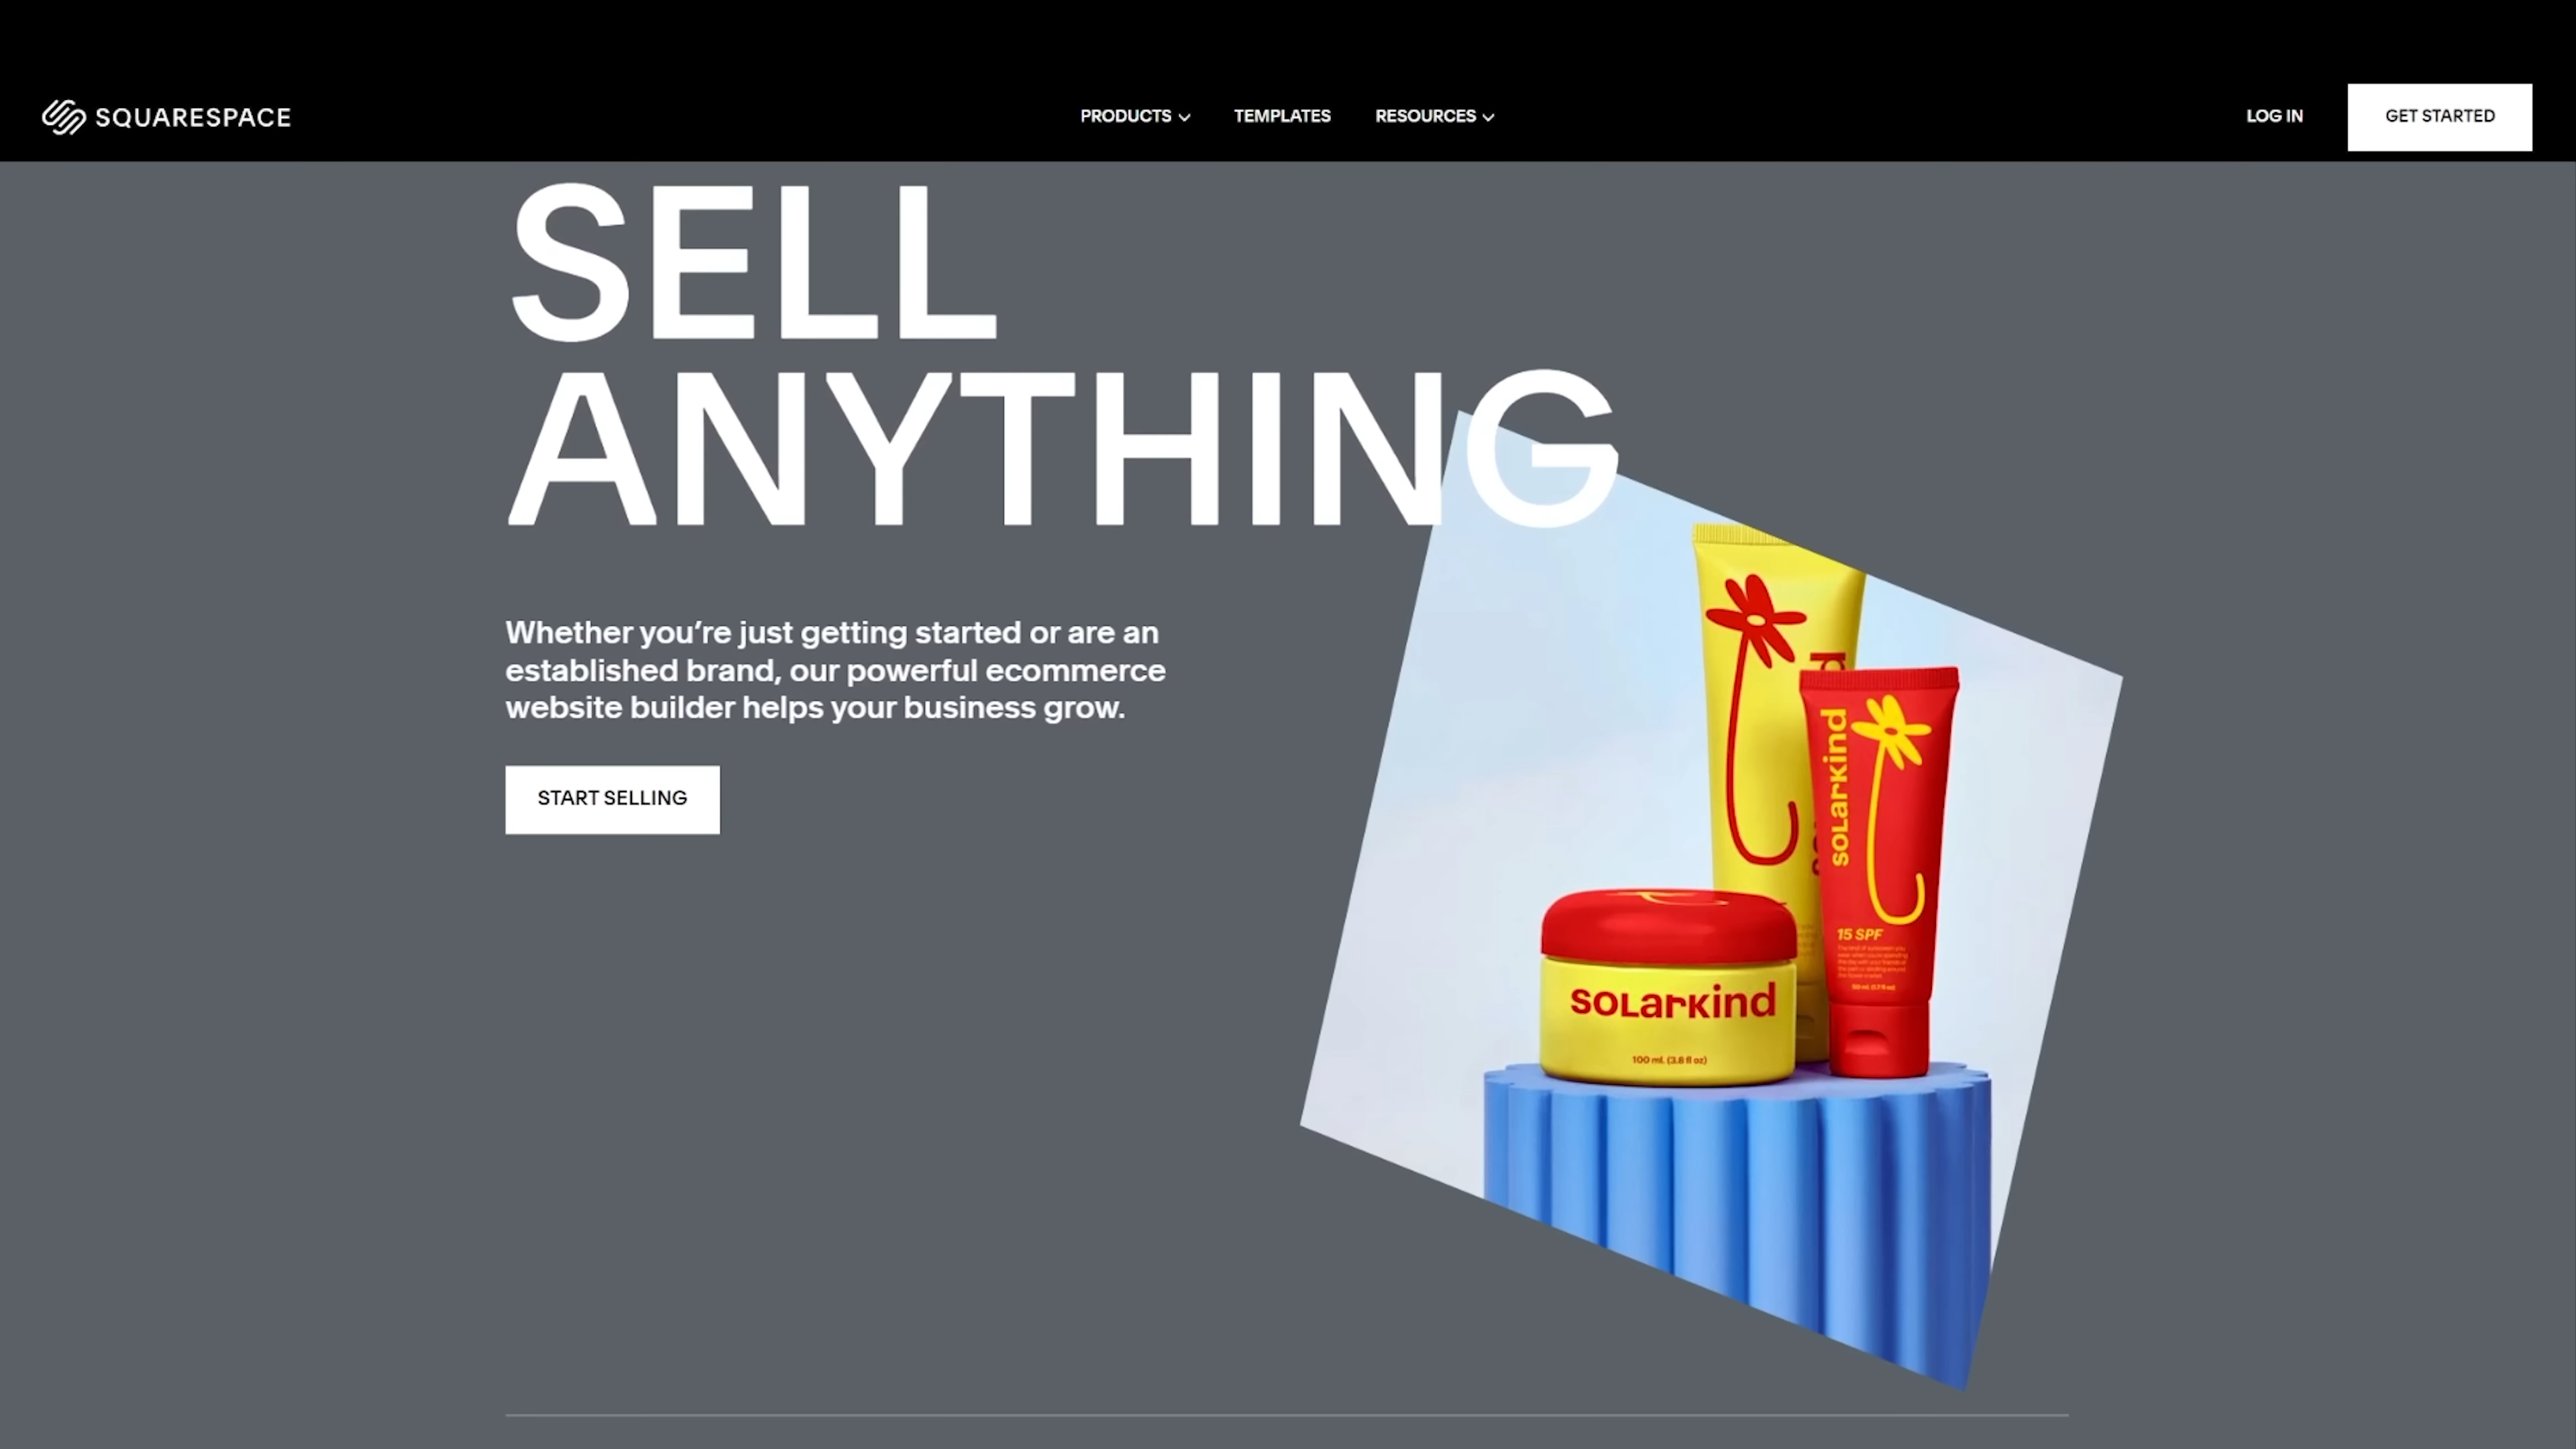 SQUARESPACE
PRODUCTS
TEMPLATES
RESOURCES
LOG IN
GET STARTED
SELL
ANYTHING
Whether you’re just getting started or are an
established brand, our powerful ecommerce
website builder helps your business grow.
START SELLING
solarkind
15 SPF
solarkind
100 ml. (3.8 fl oz)